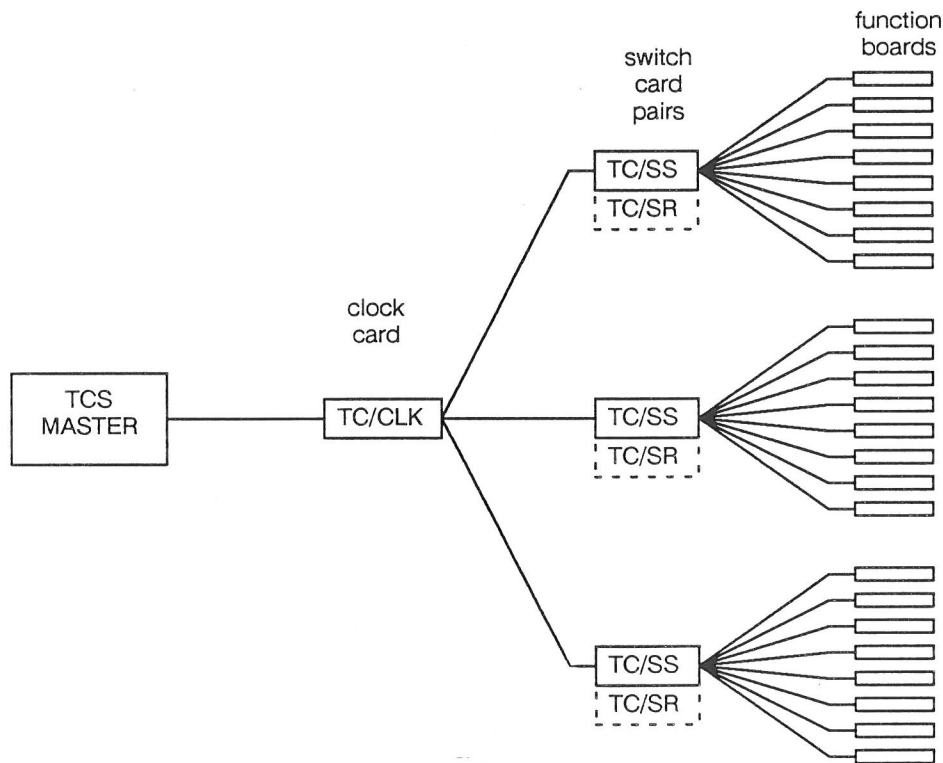 function
boards
switch
card
pairs
TC/SS
TC/SR
clock
card
TCS
MASTER
TC/CLK
TC/SS
TC/SR
TC/SS
TC/SR